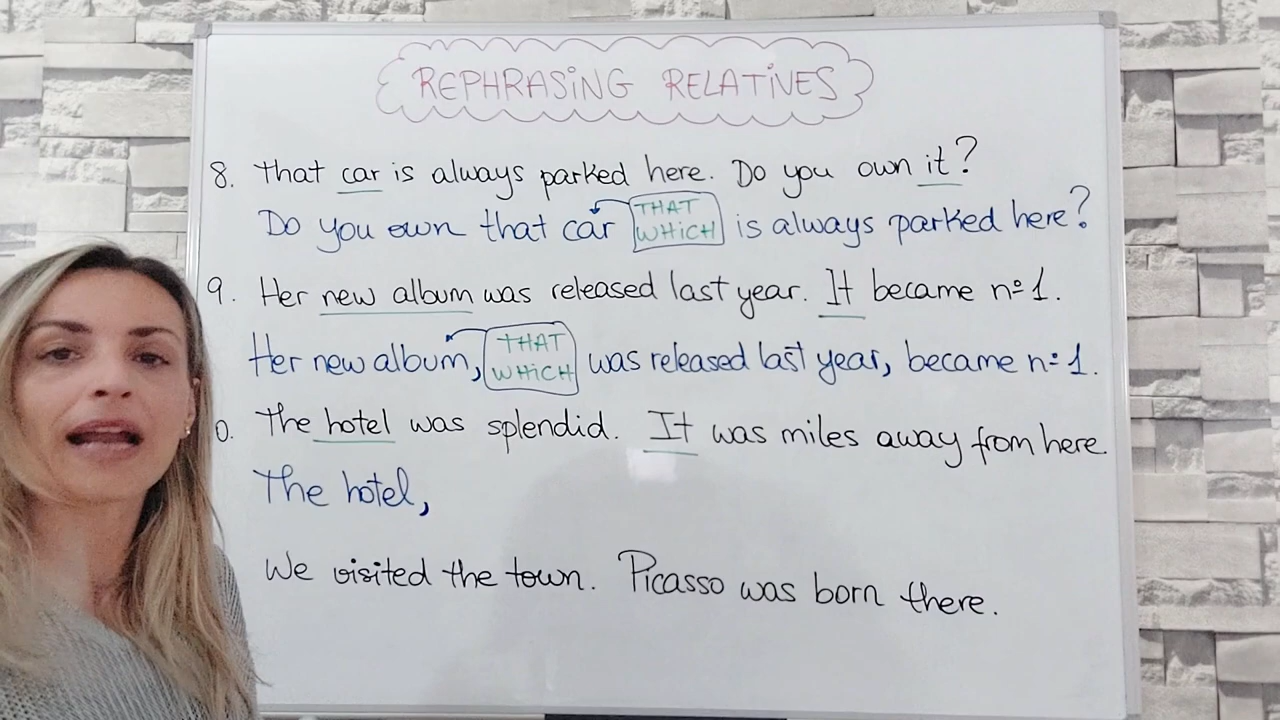 REPHRASING RELATIVES
8. That car is always parked here. Do you own it?
Do you own that car THAT WHICH is always parked here?
9. Her new album was released last year. It became nº 1.
Her new album, THAT WHICH was released last year, became nº 1.
0. The hotel was splendid. It was miles away from here.
The hotel,
We visited the town. Picasso was born there.